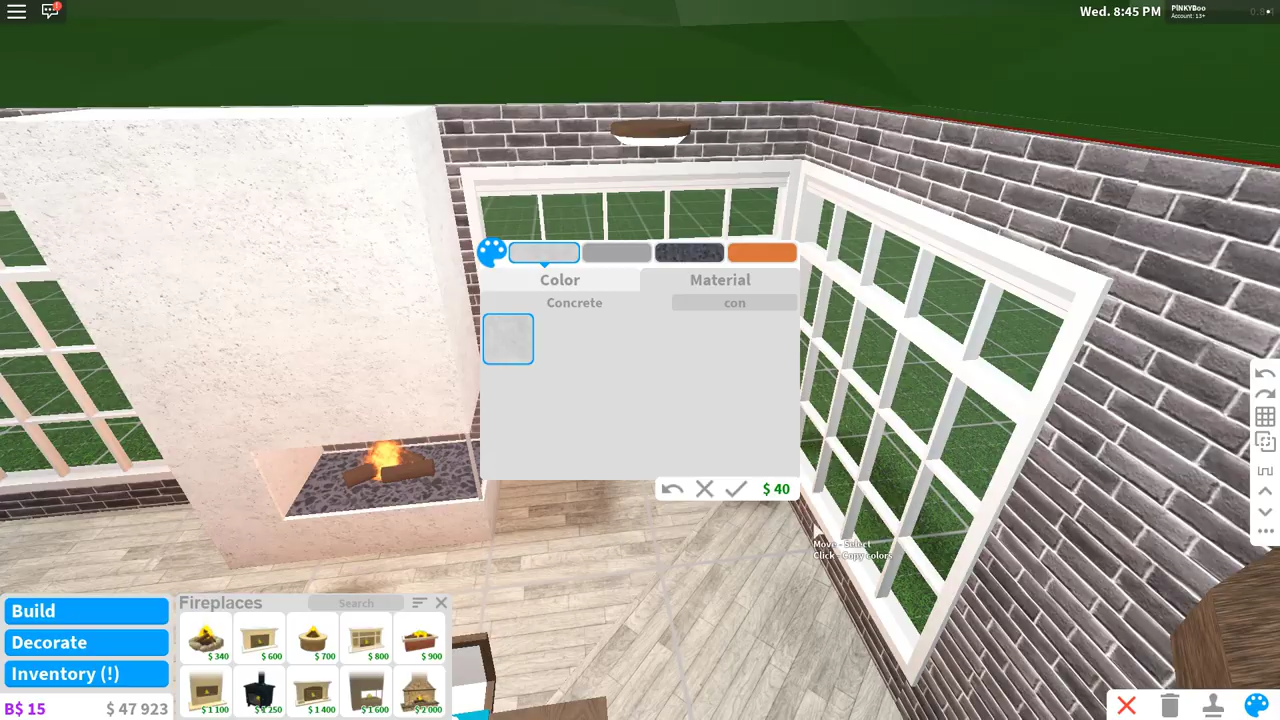 Wed. 8:45 PM
PINKYBoo
Account: 13+
Color
Material
Concrete
con
$ 40
Move - Select
Click - Copy colors
Build
Decorate
Inventory (!)
B$ 15
$ 47 923
Fireplaces
Search
$ 340
$ 600
$ 700
$ 800
$ 900
$ 1 100
$ 1 250
$ 1 400
$ 1 600
$ 2 000